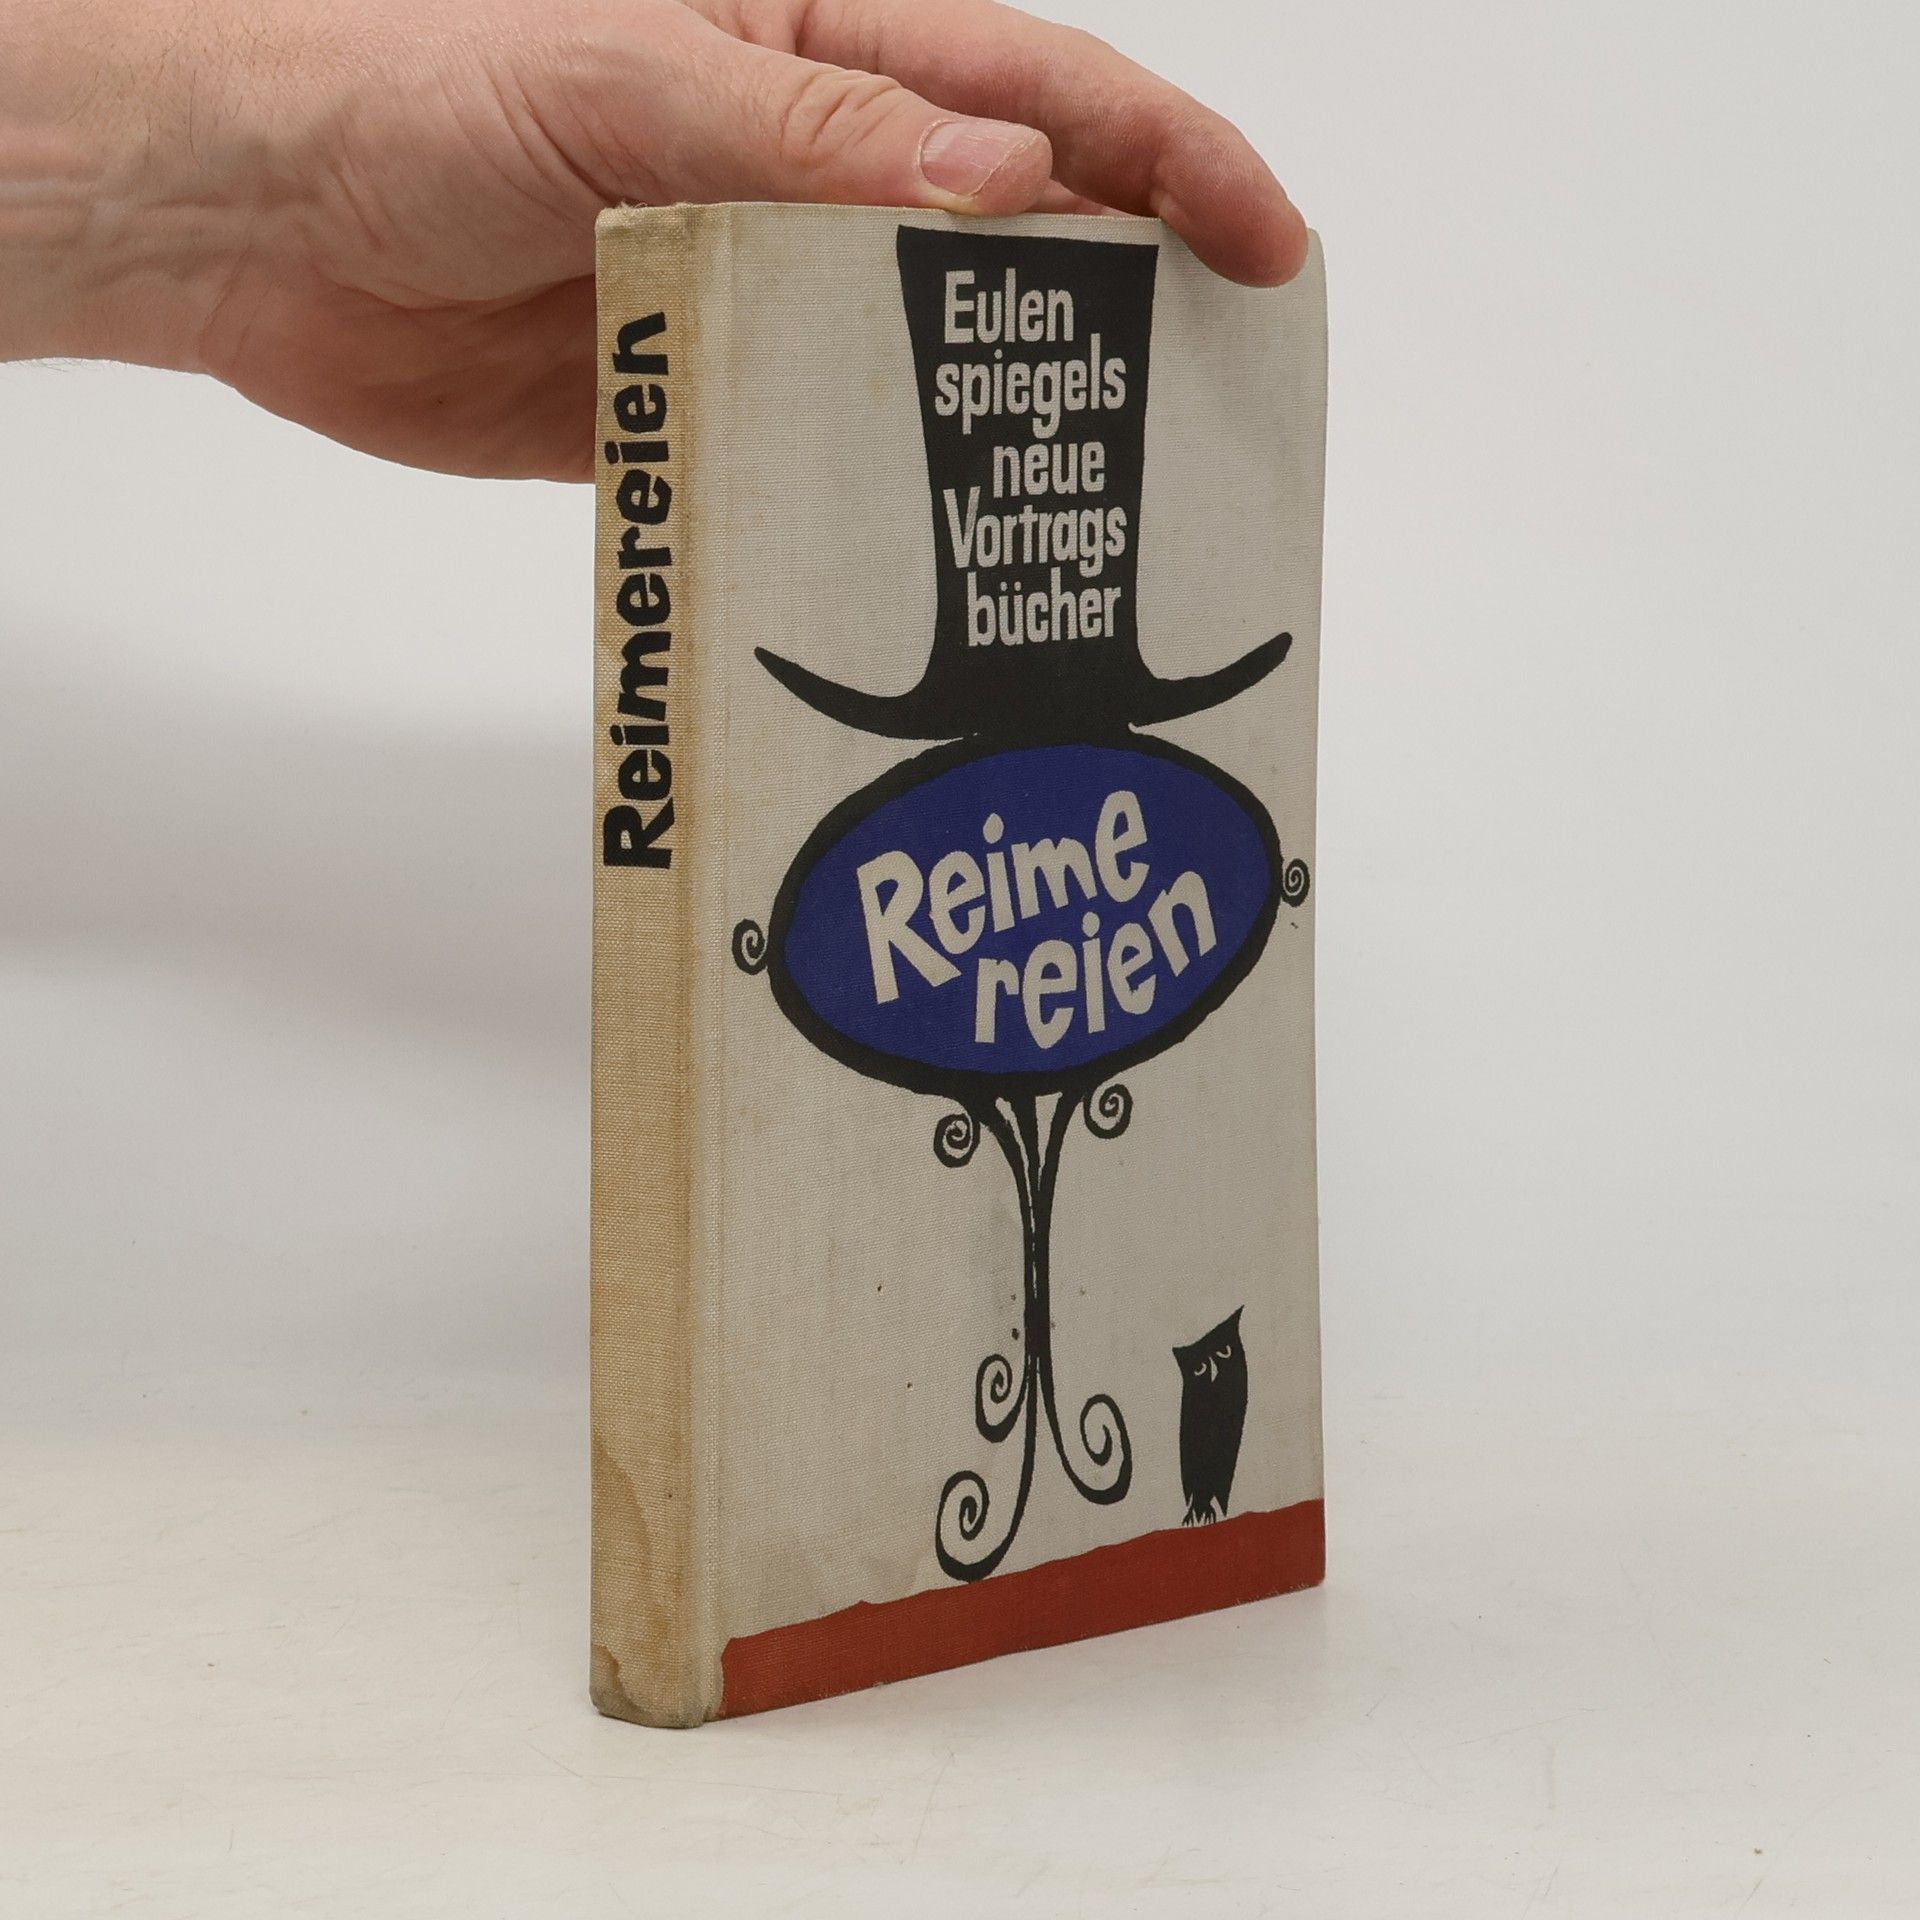 Reimereien
Eulen
spiegels
neue
Vortrags
bücher
Reime
reien